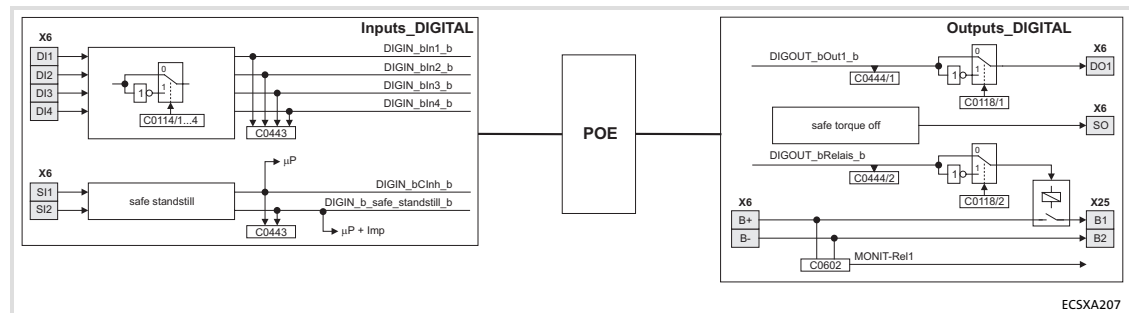 Inputs_DIGITAL
X6
DI1
DI2
DI3
DI4
0
1
1
C0114/1...4
DIGIN_bIn1_b
DIGIN_bIn2_b
DIGIN_bIn3_b
DIGIN_bIn4_b
C0443
X6
SI1
SI2
safe standstill
µP
DIGIN_bCInh_b
DIGIN_b_safe_standstill_b
C0443
µP + Imp
POE
Outputs_DIGITAL
DIGOUT_bOut1_b
C0444/1
0
1
1
C0118/1
X6
DO1
safe torque off
X6
SO
DIGOUT_bRelais_b
C0444/2
0
1
1
C0118/2
X6
B+
B-
X25
B1
B2
C0602
MONIT-Rel1
ECSXA207